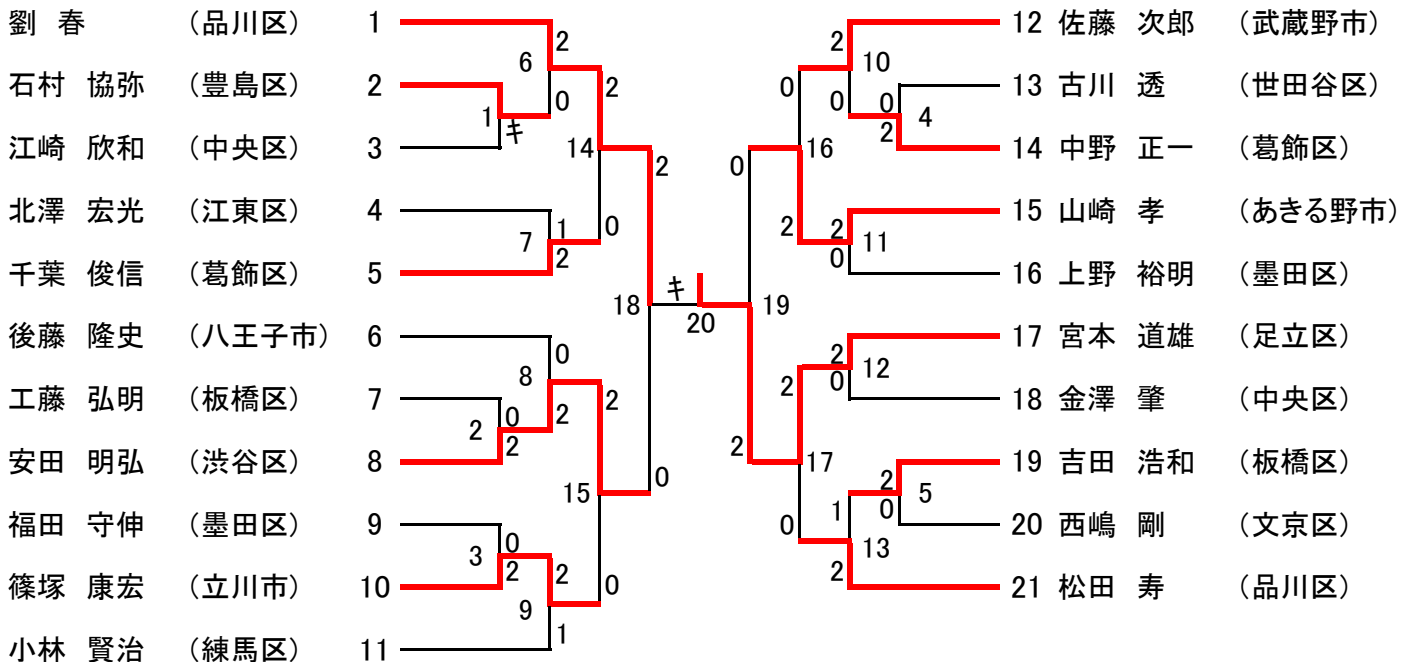 劉 春 （品川区） 1
石村 協弥 （豊島区） 2
江崎 欣和 （中央区） 3
北澤 宏光 （江東区） 4
千葉 俊信 （葛飾区） 5
後藤 隆史 （八王子市） 6
工藤 弘明 （板橋区） 7
安田 明弘 （渋谷区） 8
福田 守伸 （墨田区） 9
篠塚 康宏 （立川市） 10
小林 賢治 （練馬区） 11
2
6
0
1
キ
2
14
0
1
7
2
2
18
0
8
0
2
2
0
2
2
15
0
3
0
2
2
9
1
キ
20
19
0
2
0
16
2
2
17
0
2
10
0
0
4
2
2
11
0
2
12
0
2
5
0
1
13
2
12 佐藤 次郎 （武蔵野市）
13 古川 透 （世田谷区）
14 中野 正一 （葛飾区）
15 山崎 孝 （あきる野市）
16 上野 裕明 （墨田区）
17 宮本 道雄 （足立区）
18 金澤 肇 （中央区）
19 吉田 浩和 （板橋区）
20 西嶋 剛 （文京区）
21 松田 寿 （品川区）